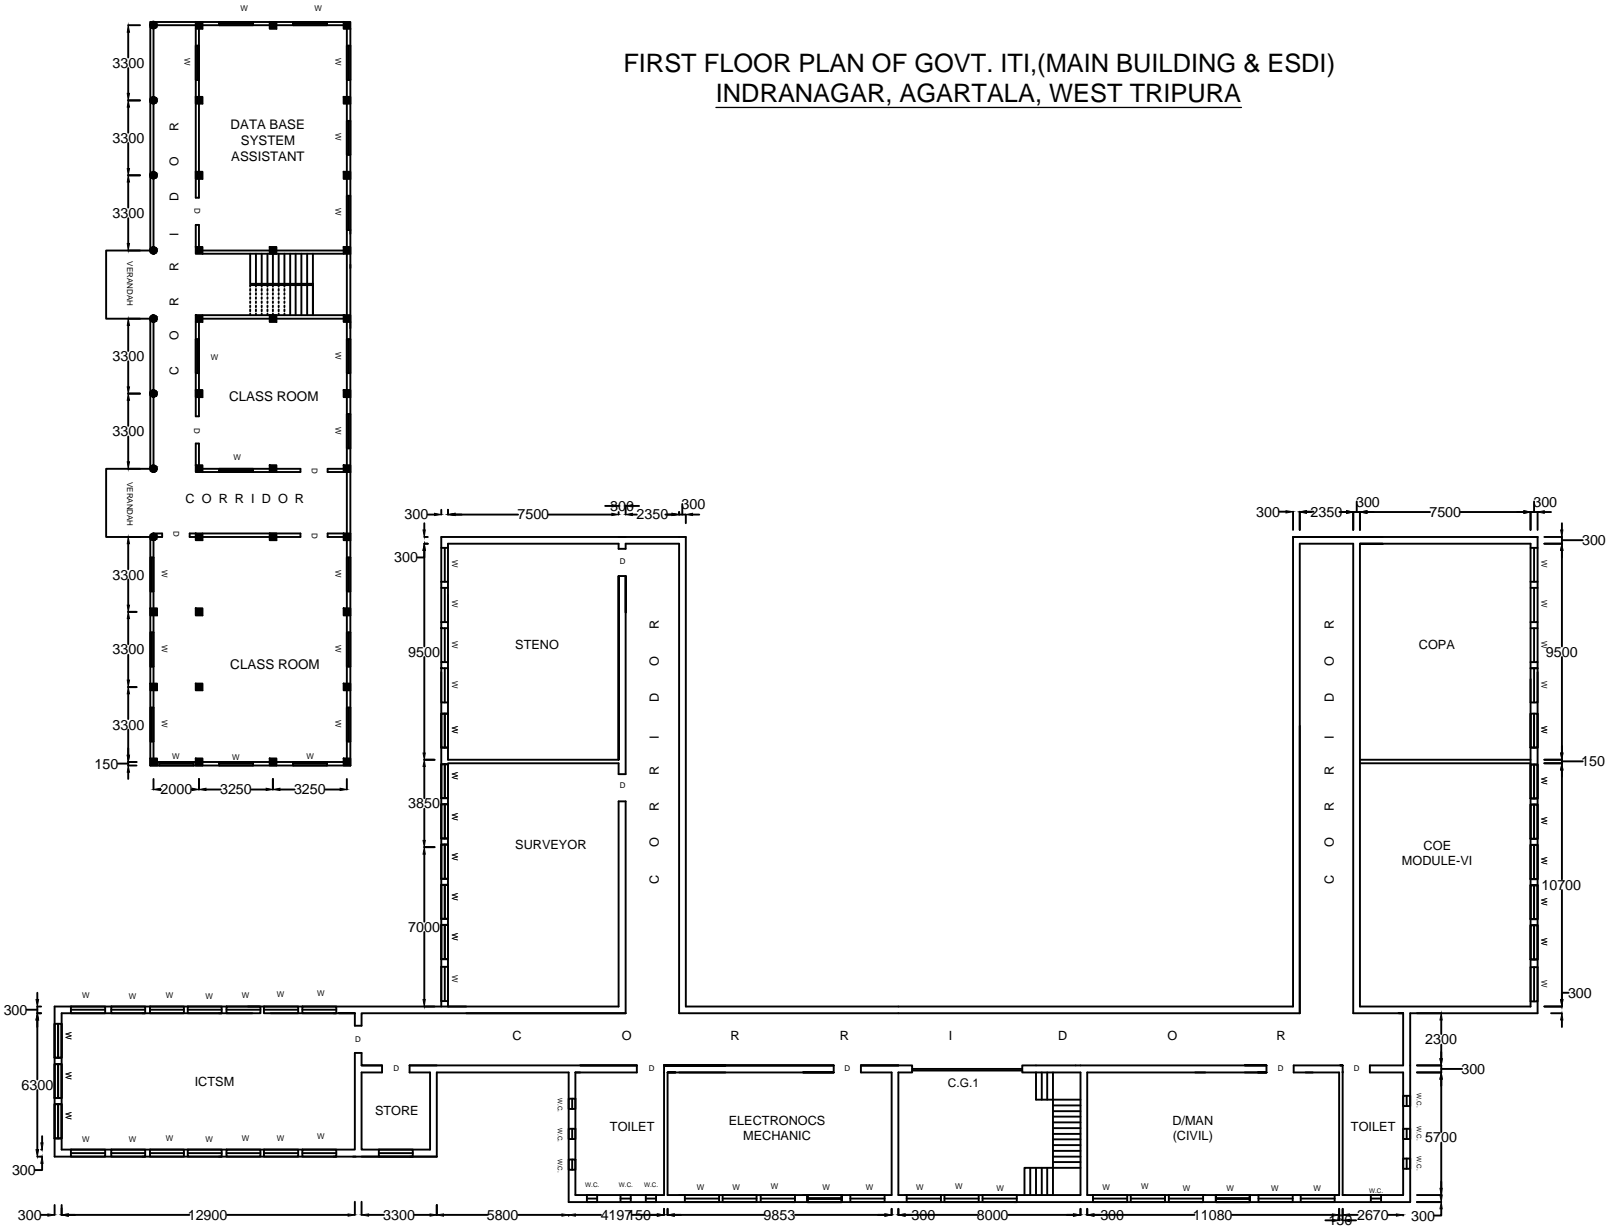 FIRST FLOOR PLAN OF GOVT. ITI,(MAIN BUILDING & ESDI)
INDRANAGAR, AGARTALA, WEST TRIPURA
W W
3300
W
C O R R I D O R
DATA BASE
SYSTEM
ASSISTANT
3300
W
3300
D
W
VERANDAH
3300
W
W
CLASS ROOM
3300
D
W
W
D
VERANDAH
C O R R I D O R
D
D
3300
W
W
3300
W
W
CLASS ROOM
3300
W
W
W W W
150
2000 3250 3250
300 7500 300 2350 300
300
D
W
W
W
W
W
9500
STENO
C O R R I D O R
3850
D
SURVEYOR
W
W
W
W
W
W
7000
300 2350 300 7500 300
300
C O R R I D O R
COPA
W
W
W
W
W
9500
150
COE
MODULE-VI
W
W
W
W
W
W
10700
300
W W W W W W W
300
W
W
W
6300
ICTSM
D
C O R R I D O R
2300
300
D
STORE
D
D
C.G.1
D
D
W.C.
W.C.
W.C.
TOILET
ELECTRONOCS
MECHANIC
D/MAN
(CIVIL)
TOILET
W.C.
W.C.
W.C.
5700
W W W W W W
300
W.C. W.C. W.C.
W W W W W
W W W
W W W W W W
W.C.
300 12900 3300 5800 4197 150 9853 300 8000 300 11080 150 2670 300